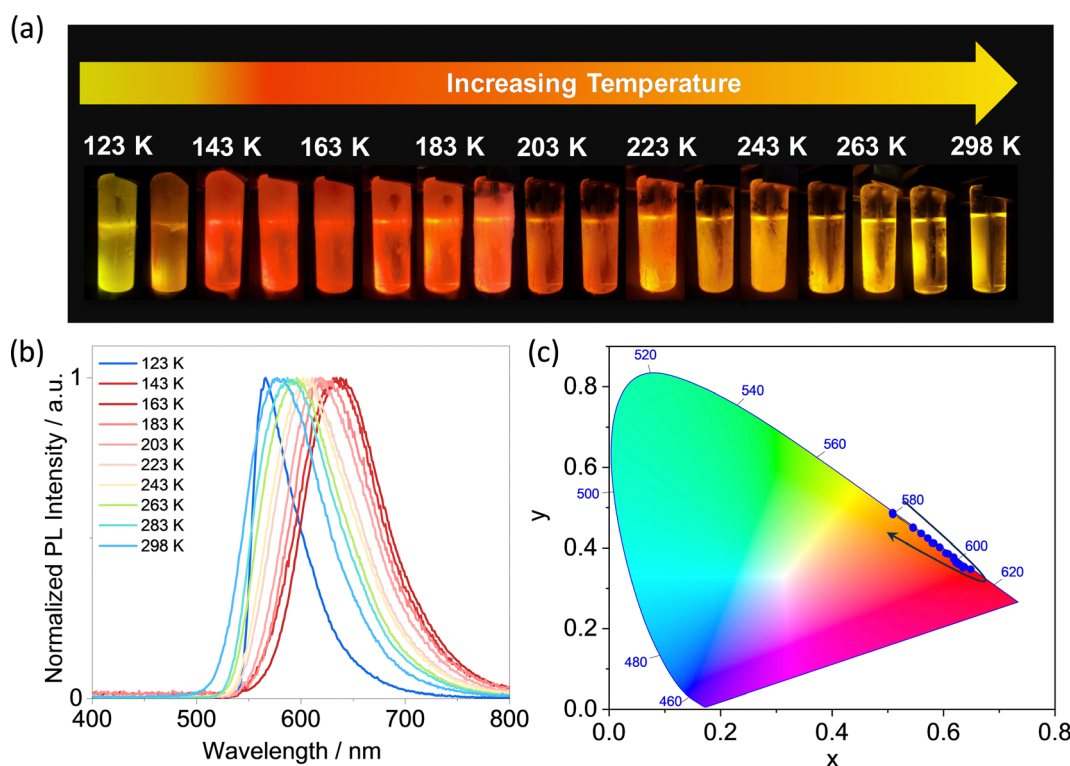 (a)
Increasing Temperature
123 K 143 K 163 K 183 K 203 K 223 K 243 K 263 K 298 K
(b)
Normalized PL Intensity / a.u.
1
0
123 K
143 K
163 K
183 K
203 K
223 K
243 K
263 K
283 K
298 K
400 500 600 700 800
Wavelength / nm
(c)
y
0.8
0.6
0.4
0.2
0.0
520
540
560
500
580
600
620
480
460
0.0 0.2 0.4 0.6 0.8
x